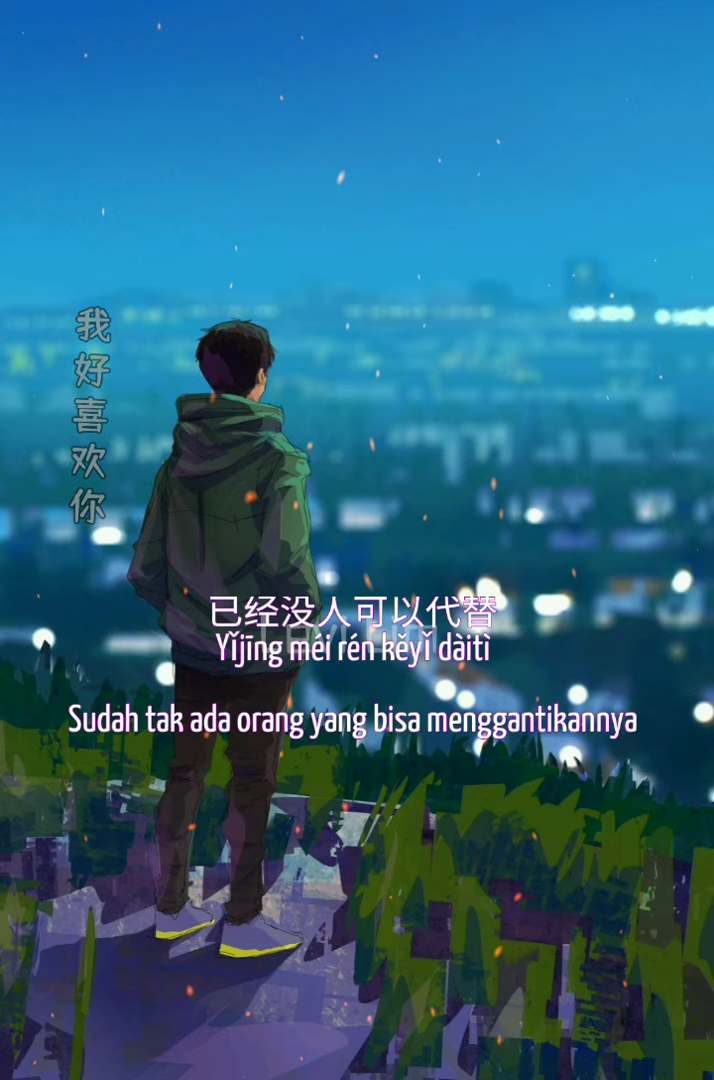 我好喜欢你
已经没人可以代替
Yǐjīng méi rén kěyǐ dàitì
Sudah tak ada orang yang bisa menggantikannya